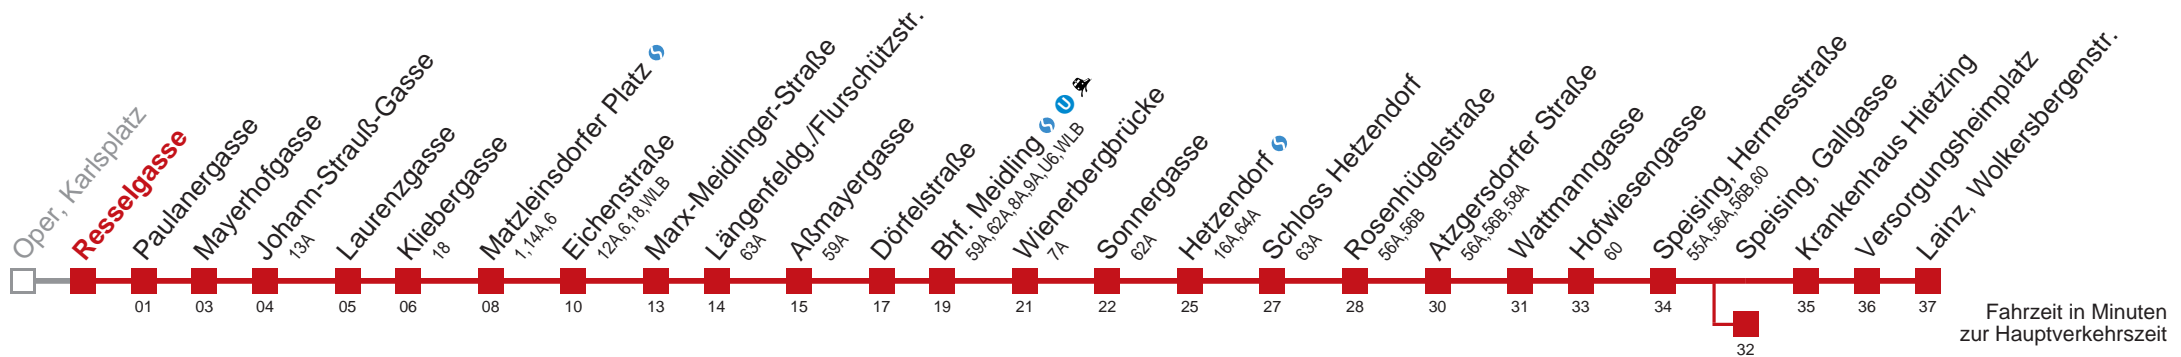 Oper, Karlsplatz
Resselgasse
Paulanergasse
01
Mayerhofgasse
03
Johann-Strauß-Gasse
13A
04
Laurenzgasse
05
Kliebergasse
18
06
Matzleinsdorfer Platz
1,14A,6
08
Eichenstraße
12A,6,18,WLB
10
Marx-Meidlinger-Straße
13
Längenfeldg./Flurschützstr.
63A
14
Aßmayergasse
59A
15
Dörfelstraße
17
Bhf. Meidling U
59A,62A,8A,9A,U6,WLB
19
Wienerbergbrücke
7A
21
Sonnergasse
62A
22
Hetzendorf
16A,64A
25
Schloss Hetzendorf
63A
27
Rosenhügelstraße
56A,56B
28
Atzgersdorfer Straße
56A,56B,58A
30
Wattmanngasse
31
Hofwiesengasse
60
33
Speising, Hermesstraße
55A,56A,56B,60
34
Speising, Gallgasse
32
Krankenhaus Hietzing
35
Versorgungsheimplatz
36
Lainz, Wolkersbergenstr.
37
Fahrzeit in Minuten
zur Hauptverkehrszeit